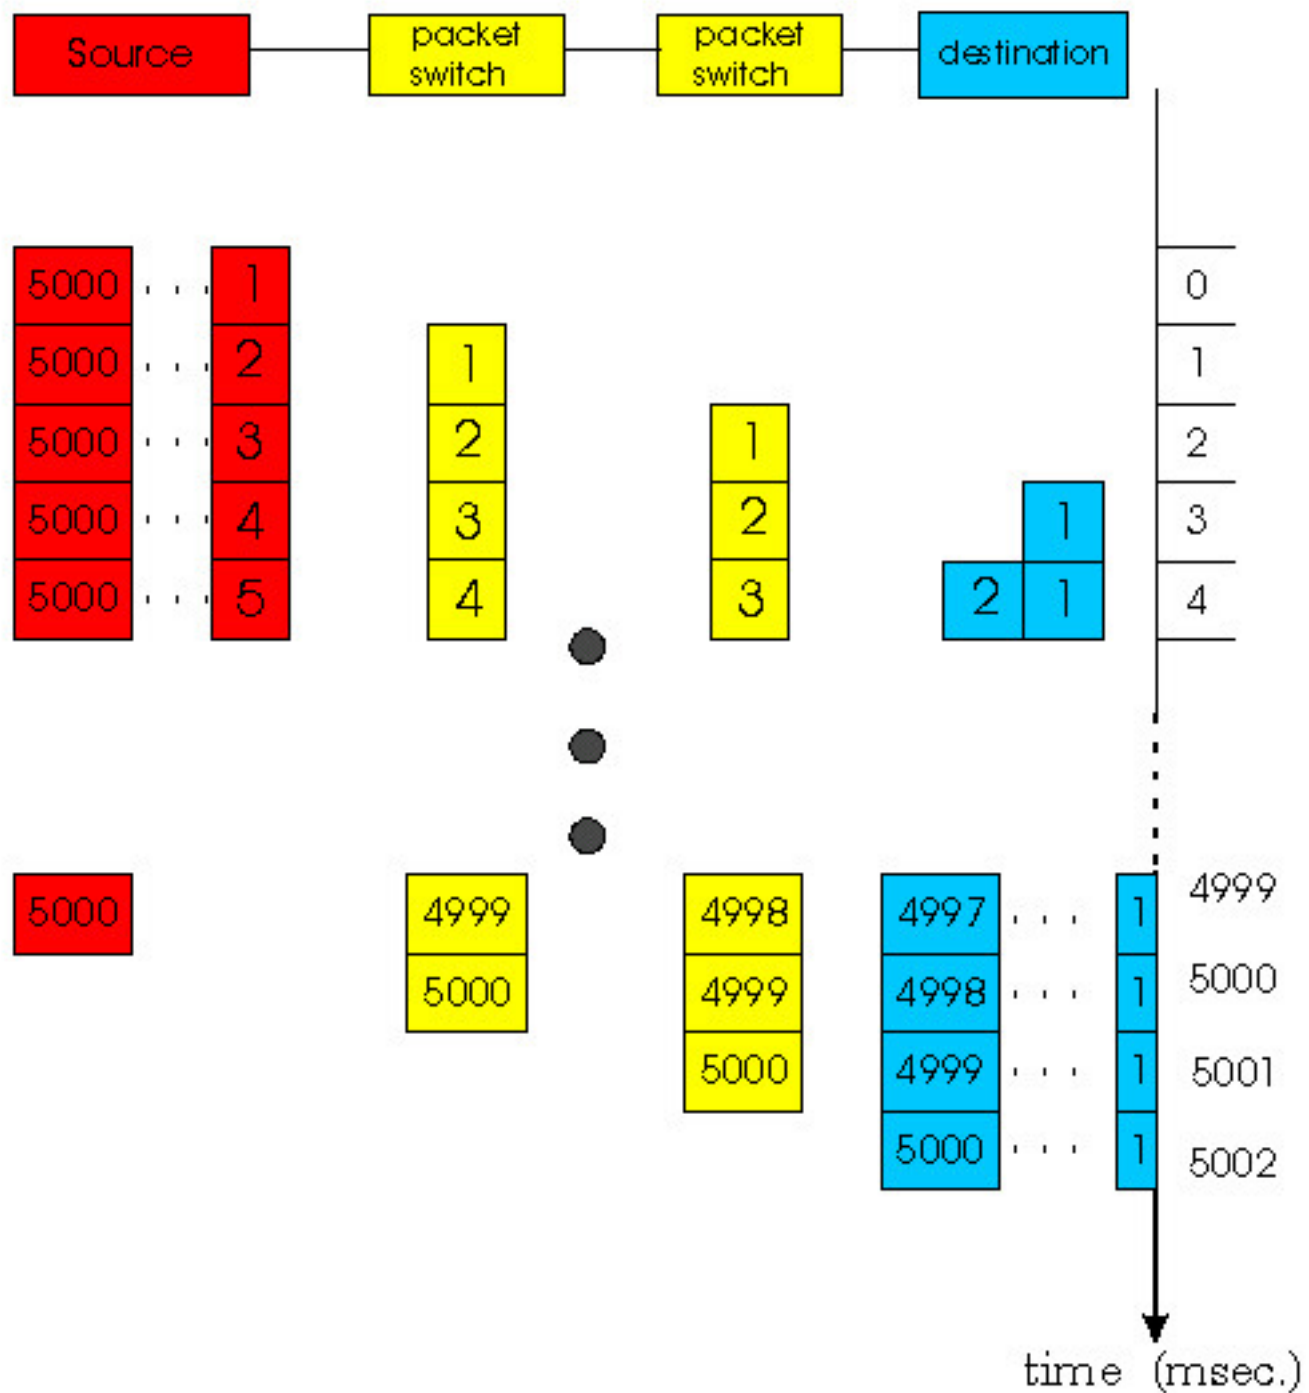 Source
packet
switch
packet
switch
destination
5000 . . . 1
0
5000 . . . 2
1
1
5000 . . . 3
2
1
2
5000 . . . 4
3
2
1
3
5000 . . . 5
4
3
2 1
4
5000
4999
4998
4997 . . . 1
4999
5000
4999
4998 . . . 1
5000
5000
4999 . . . 1
5001
5000 . . . 1
5002
time (msec.)